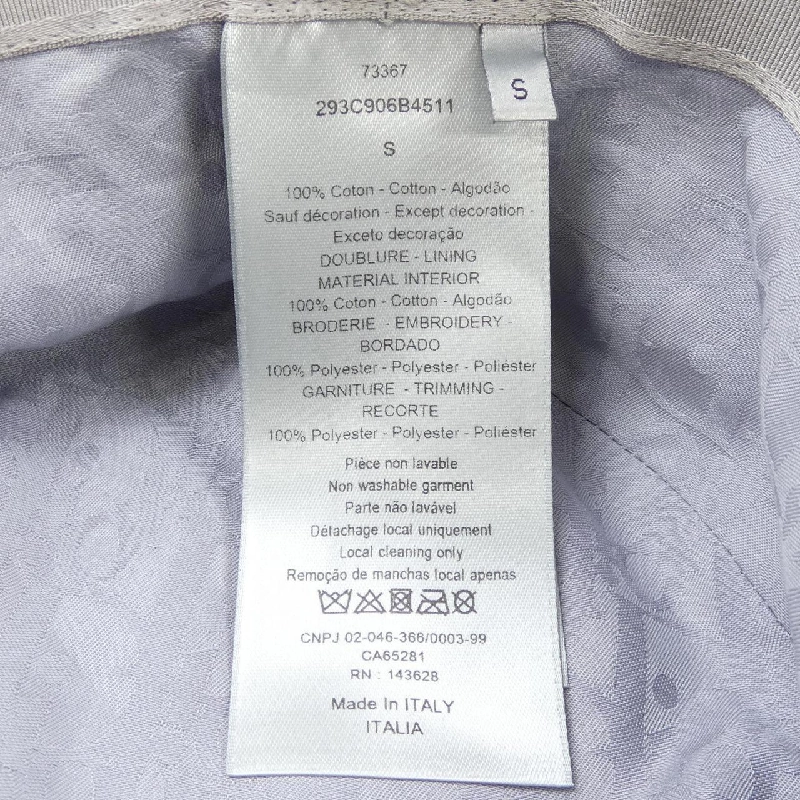 73367
293C906B4511
S
S
100% Coton - Cotton - Algodão
Sauf décoration - Except decoration -
Exceto decoração
DOUBLURE - LINING
MATERIAL INTERIOR
100% Coton - Cotton - Algodão
BRODERIE - EMBROIDERY -
BORDADO
100% Polyester - Polyester - Poliéster
GARNITURE - TRIMMING -
RECORTE
100% Polyester - Polyester - Poliester
Pièce non lavable
Non washable garment
Parte não lavável
Détachage local uniquement
Local cleaning only
Remoção de manchas local apenas
CNPJ 02-046-366/0003-99
CA65281
RN : 143628
Made In ITALY
ITALIA